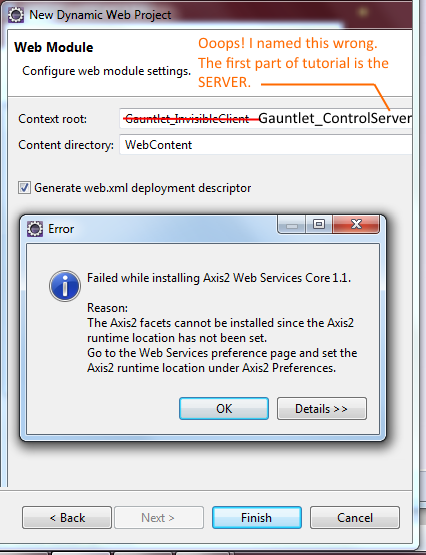 New Dynamic Web Project
Web Module
Configure web module settings.
Ooops! I named this wrong.
The first part of tutorial is the
SERVER.
Context root: Gauntlet_InvisibleClient Gauntlet_ControlServer
Content directory: WebContent
Generate web.xml deployment descriptor
Error
Failed while installing Axis2 Web Services Core 1.1.
Reason:
The Axis2 facets cannot be installed since the Axis2
runtime location has not been set.
Go to the Web Services preference page and set the
Axis2 runtime location under Axis2 Preferences.
OK Details >>
< Back Next > Finish Cancel